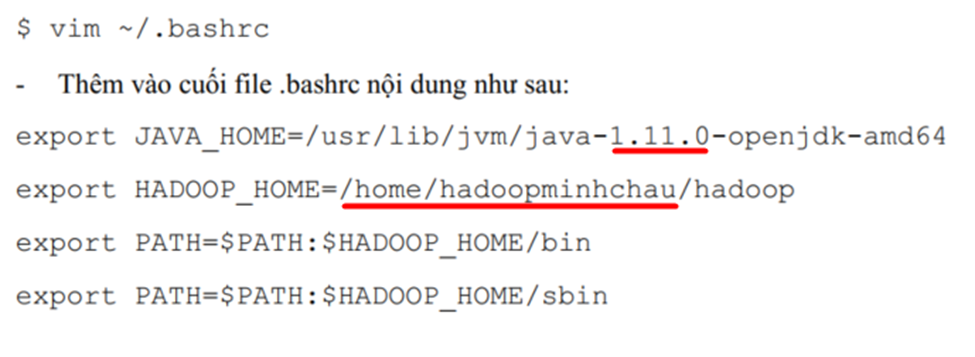 $ vim ~/.bashrc
- Thêm vào cuối file .bashrc nội dung như sau:
export JAVA_HOME=/usr/lib/jvm/java-1.11.0-openjdk-amd64
export HADOOP_HOME=/home/hadoopminhchau/hadoop
export PATH=$PATH:$HADOOP_HOME/bin
export PATH=$PATH:$HADOOP_HOME/sbin